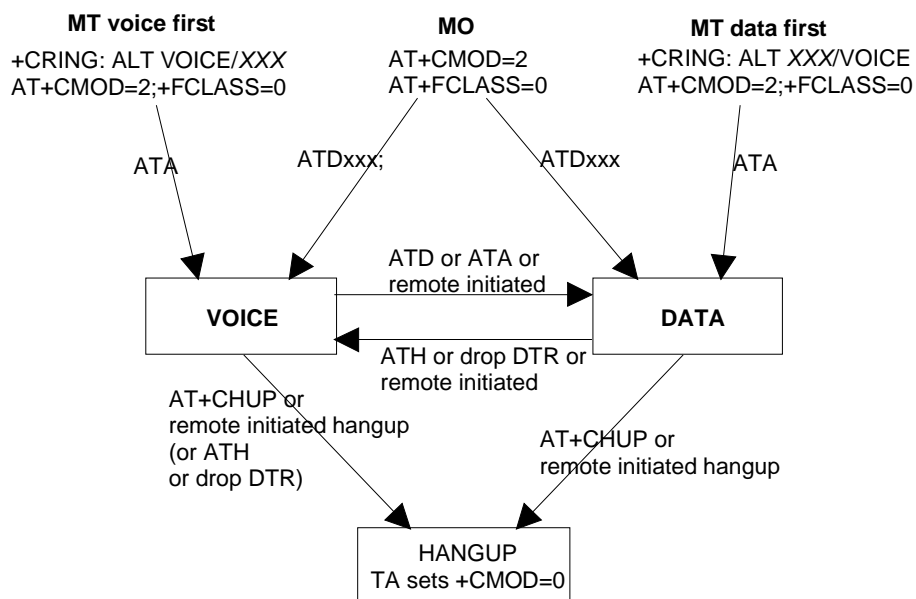 MT voice first
+CRING: ALT VOICE/XXX
AT+CMOD=2;+FCLASS=0
MO
AT+CMOD=2
AT+FCLASS=0
MT data first
+CRING: ALT XXX/VOICE
AT+CMOD=2;+FCLASS=0
ATA
ATDxxx;
ATDxxx
ATA
ATD or ATA or
remote initiated
VOICE
DATA
ATH or drop DTR or
remote initiated
AT+CHUP or
remote initiated hangup
(or ATH
or drop DTR)
AT+CHUP or
remote initiated hangup
HANGUP
TA sets +CMOD=0